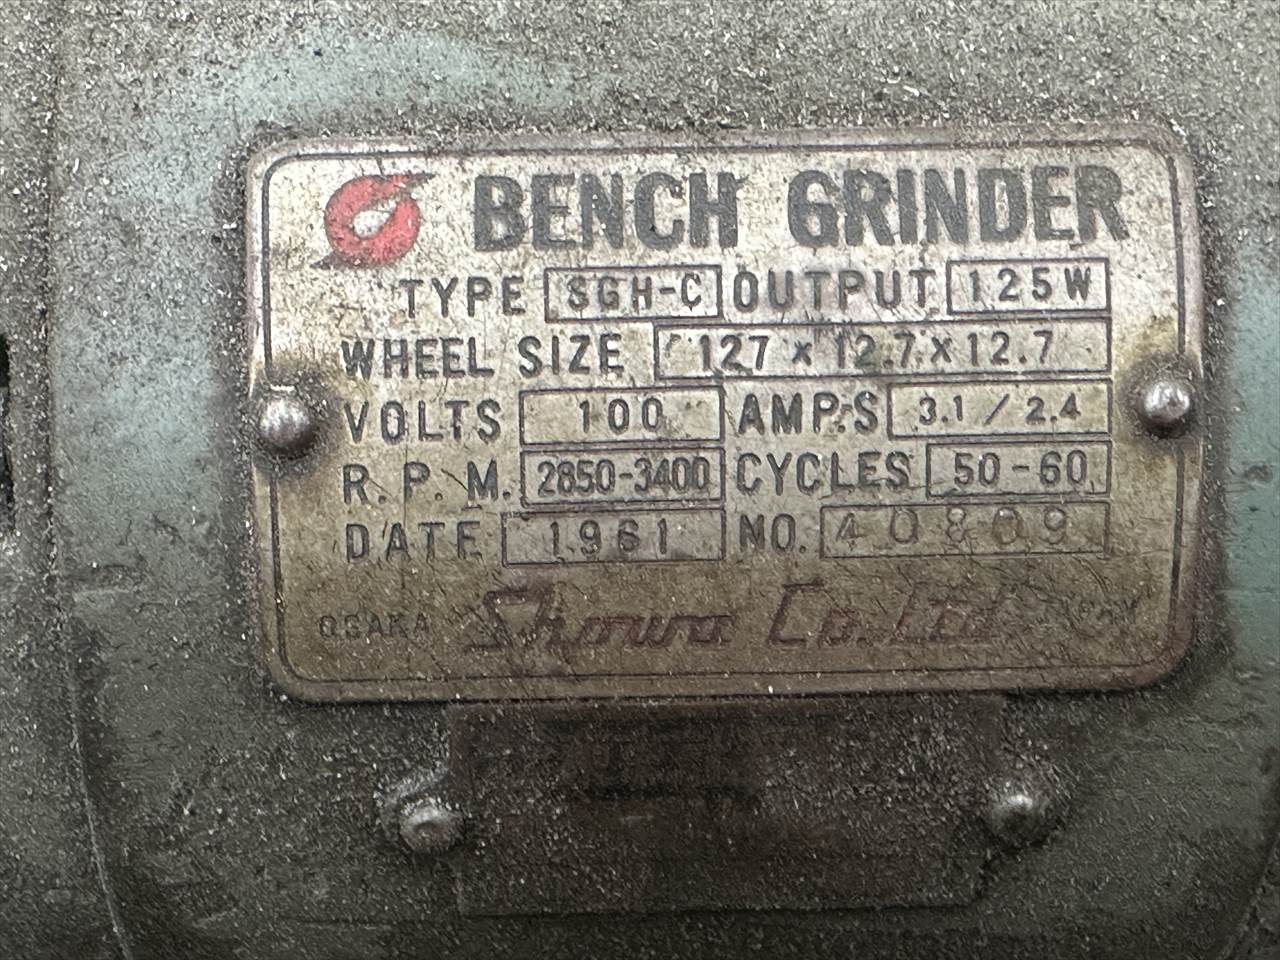 BENCH GRINDER
TYPE SGH-C OUTPUT 125W
WHEEL SIZE 127 x 12.7 x 12.7
VOLTS 100 AMPS 3.1 / 2.4
R.P.M. 2850-3400 CYCLES 50-60
DATE 1961 NO. 40809
OSAKA Showa Co. Ltd